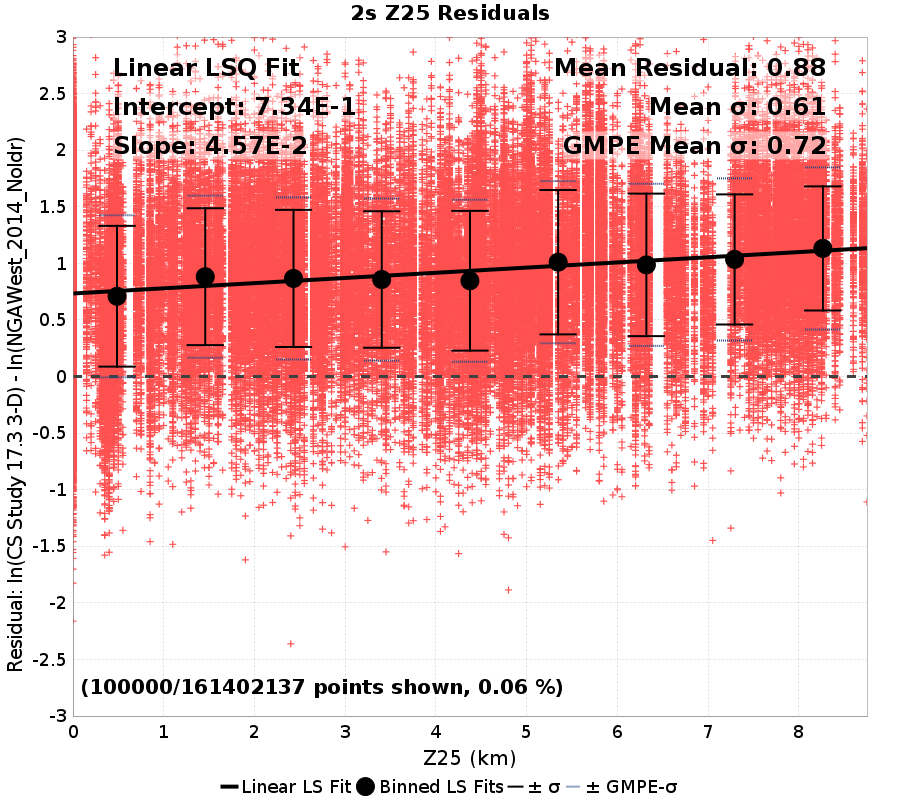 2s Z25 Residuals
Linear LSQ Fit
Intercept: 7.34E-1
Slope: 4.57E-2
Mean Residual: 0.88
Mean σ: 0.61
GMPE Mean σ: 0.72
Residual: ln(CS Study 17.3 3-D) - ln(NGAWest_2014_NoIdr)
3
2.5
2
1.5
1
0.5
0
-0.5
-1
-1.5
-2
-2.5
-3
(100000/161402137 points shown, 0.06 %)
0 1 2 3 4 5 6 7 8
Z25 (km)
Linear LS Fit Binned LS Fits ± σ ± GMPE-σ